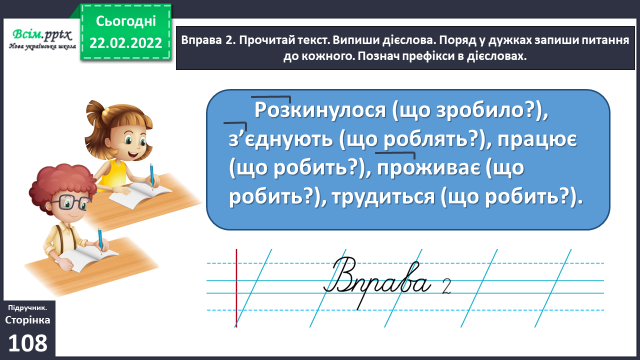 Всім.pptx
Нова українська школа
Сьогодні
22.02.2022
Вправа 2. Прочитай текст. Випиши дієслова. Поряд у дужках запиши питання
до кожного. Познач префікси в дієсловах.
Розкинулося (що зробило?),
з’єднують (що роблять?), працює
(що робить?), проживає (що
робить?), трудиться (що робить?).
Вправа 2
Підручник.
Сторінка
108